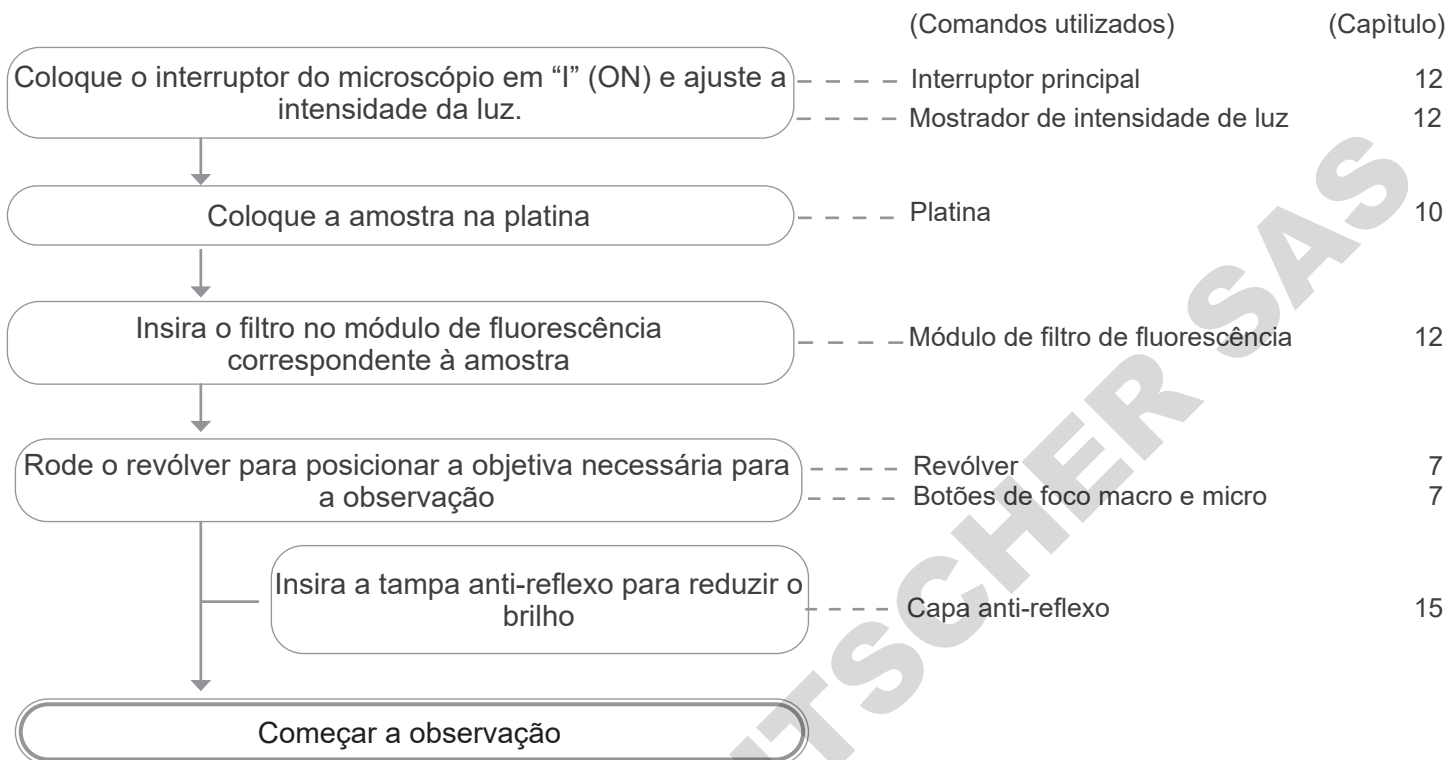 (Comandos utilizados) (Capìtulo)
Coloque o interruptor do microscópio em “I” (ON) e ajuste a
intensidade da luz.
Interruptor principal 12
Mostrador de intensidade de luz 12
Coloque a amostra na platina
Platina 10
Insira o filtro no módulo de fluorescência
correspondente à amostra
Módulo de filtro de fluorescência 12
Rode o revólver para posicionar a objetiva necessária para
a observação
Revólver 7
Botões de foco macro e micro 7
Insira a tampa anti-reflexo para reduzir o
brilho
Capa anti-reflexo 15
Começar a observação
TSCHER SAS